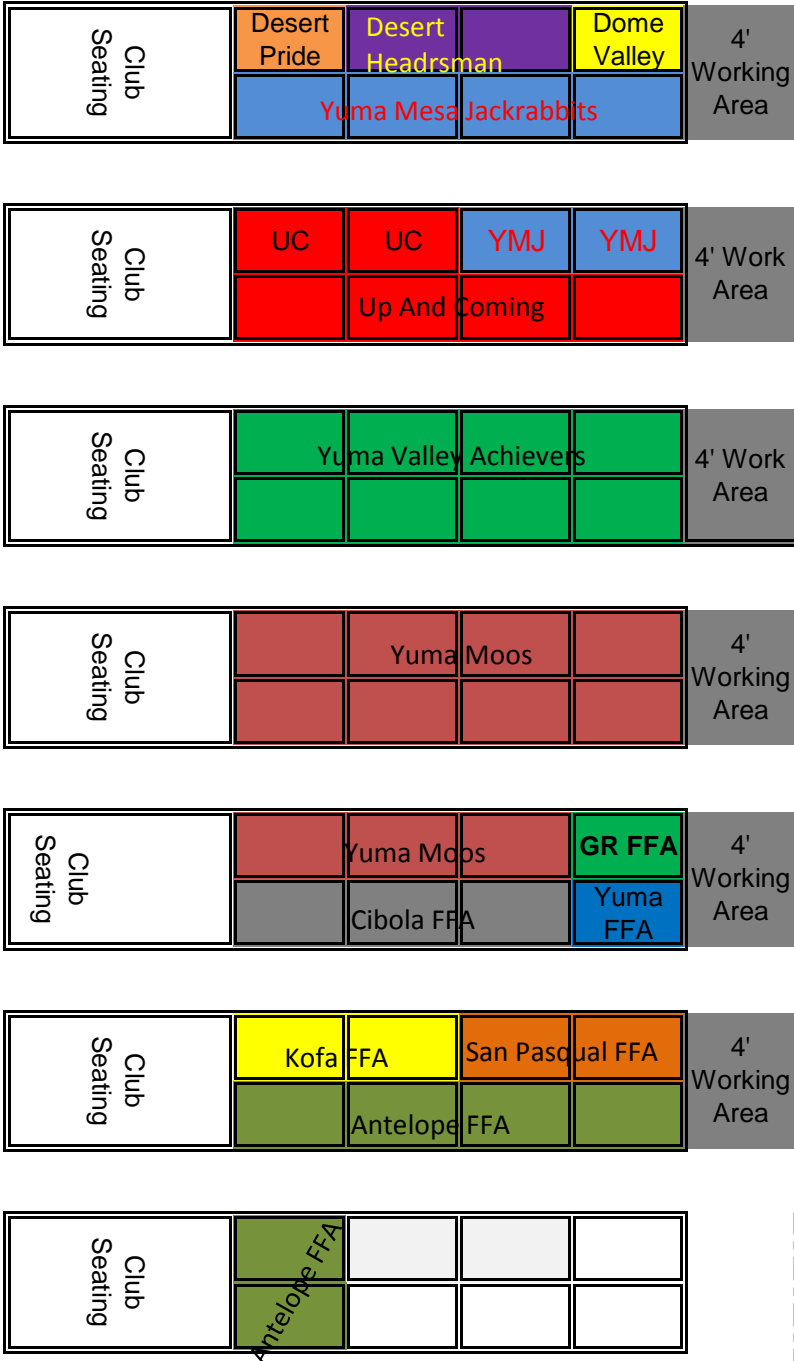 Club
Seating
Desert
Pride
Desert
Headrsman
Dome
Valley
4'
Working
Area
Yuma Mesa Jackrabbits
Club
Seating
UC
UC
YMJ
YMJ
4' Work
Area
Up And Coming
Club
Seating
Yuma Valley Achievers
4' Work
Area
Club
Seating
Yuma Moos
4'
Working
Area
Club
Seating
Yuma Moos
GR FFA
4'
Working
Area
Cibola FFA
Yuma
FFA
Club
Seating
Kofa FFA
San Pasqual FFA
4'
Working
Area
Antelope FFA
Club
Seating
Antelope FFA